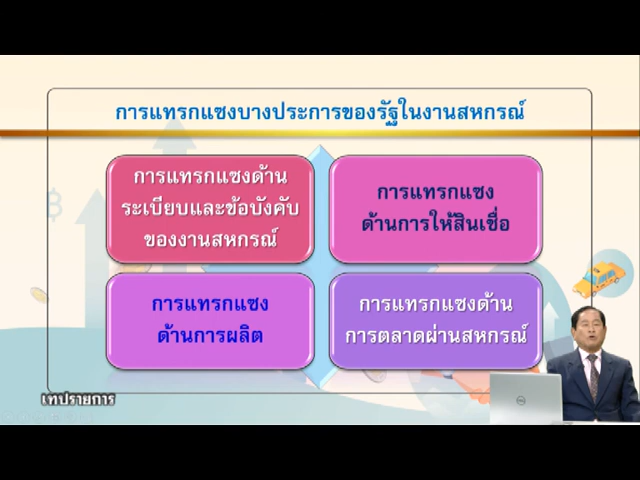 การแทรกแซงบางประการของรัฐในงานสหกรณ์
การแทรกแซงด้าน
ระเบียบและข้อบังคับ
ของงานสหกรณ์
การแทรกแซง
ด้านการให้สินเชื่อ
การแทรกแซง
ด้านการผลิต
การแทรกแซงด้าน
การตลาดผ่านสหกรณ์
เทปรายการ
DELL